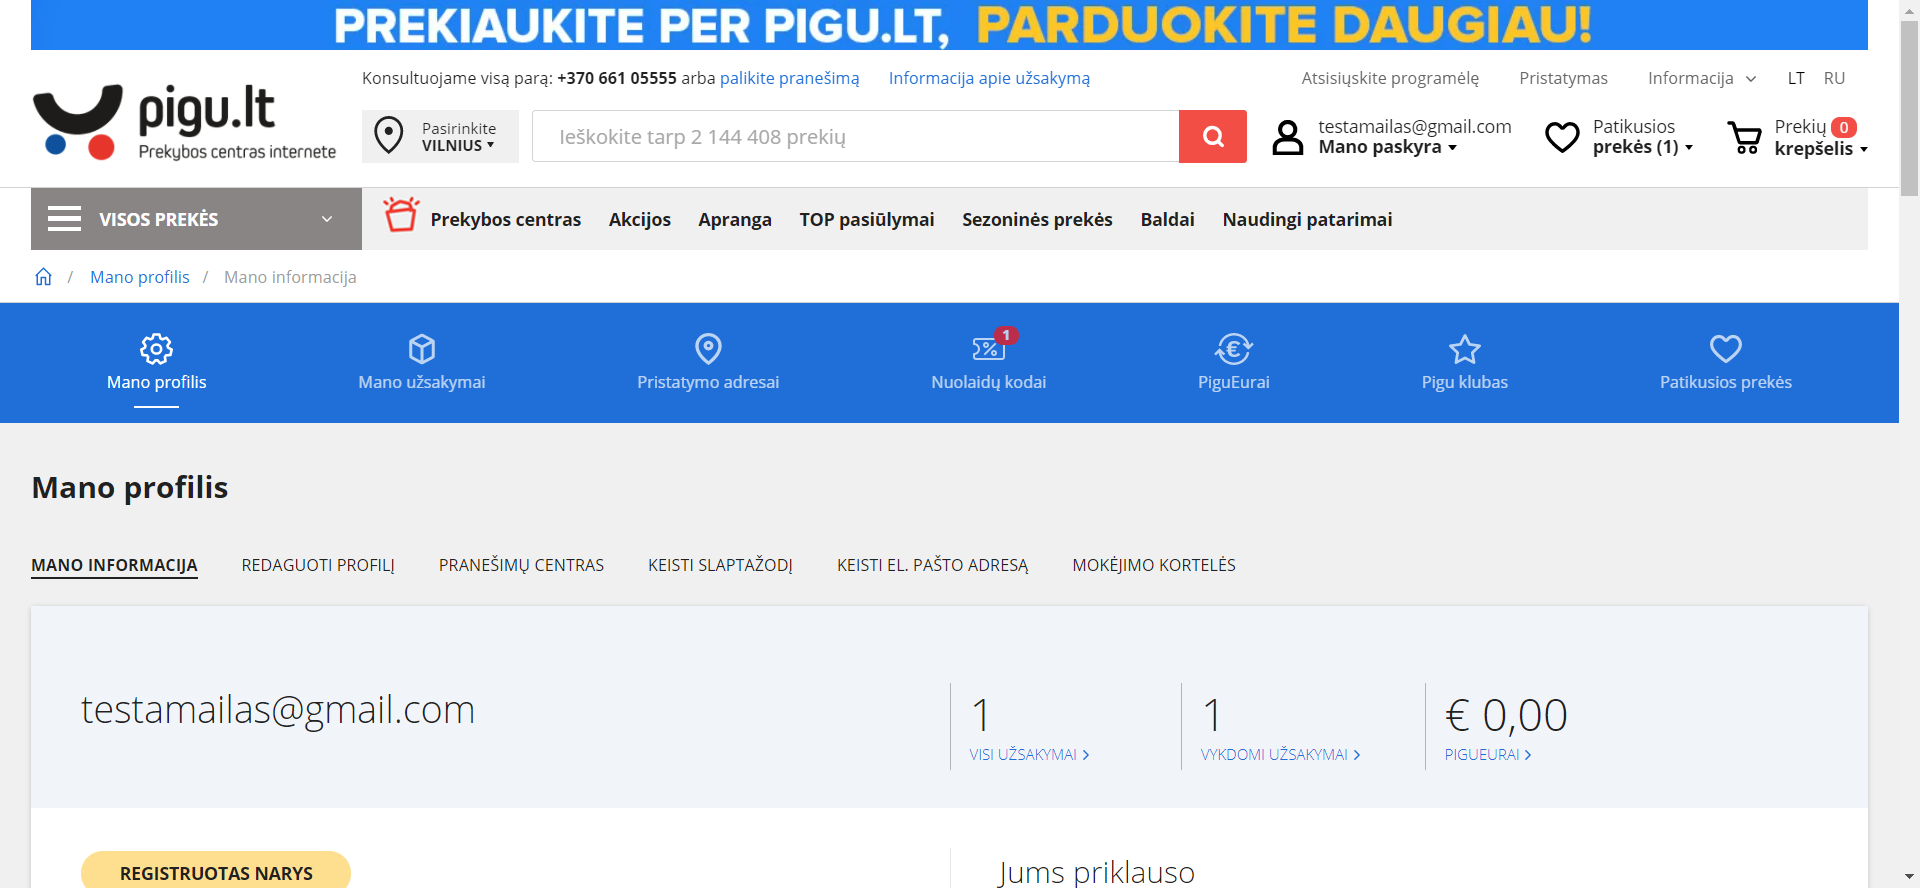 PREKIAUKITE PER PIGU.LT, PARDUOKITE DAUGIAU!
Konsultuojame visą parą: +370 661 05555 arba palikite pranešimą Informacija apie užsakymą Atsisiųskite programėlę Pristatymas Informacija LT RU
pigu.lt
Prekybos centras internete
Pasirinkite
VILNIUS
Ieškokite tarp 2 144 408 prekių
testamailas@gmail.com
Mano paskyra
Patikusios
prekės (1)
Prekių 0
krepšelis
VISOS PREKĖS Prekybos centras Akcijos Apranga TOP pasiūlymai Sezoninės prekės Baldai Naudingi patarimai
/ Mano profilis / Mano informacija
1
Mano profilis Mano užsakymai Pristatymo adresai Nuolaidų kodai PiguEurai Pigu klubas Patikusios prekės
Mano profilis
MANO INFORMACIJA REDAGUOTI PROFILĮ PRANEŠIMŲ CENTRAS KEISTI SLAPTAŽODĮ KEISTI EL. PAŠTO ADRESĄ MOKĖJIMO KORTELĖS
testamailas@gmail.com
1
VISI UŽSAKYMAI
1
VYKDOMI UŽSAKYMAI
€ 0,00
PIGUEURAI
REGISTRUOTAS NARYS
Jums priklauso